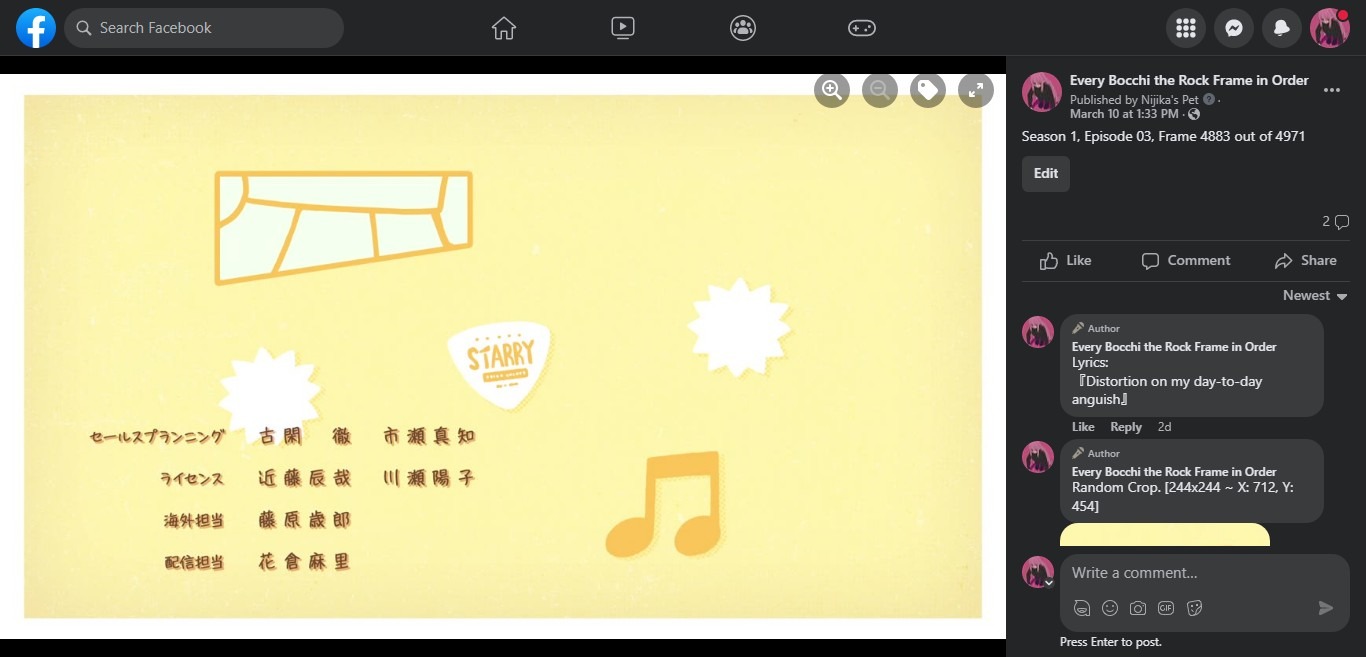 Search Facebook
STARRY
セールスプランニング 古閑 徹 市瀬真知
ライセンス 近藤辰哉 川瀬陽子
海外担当 藤原歳郎
配信担当 花倉麻里
Every Bocchi the Rock Frame in Order
Published by Nijika's Pet ·
March 10 at 1:33 PM ·
Season 1, Episode 03, Frame 4883 out of 4971
Edit
2
Like Comment Share
Newest
Author
Every Bocchi the Rock Frame in Order
Lyrics:
『Distortion on my day-to-day
anguish』
Like Reply 2d
Author
Every Bocchi the Rock Frame in Order
Random Crop. [244x244 ~ X: 712, Y:
454]
Write a comment...
GIF
Press Enter to post.